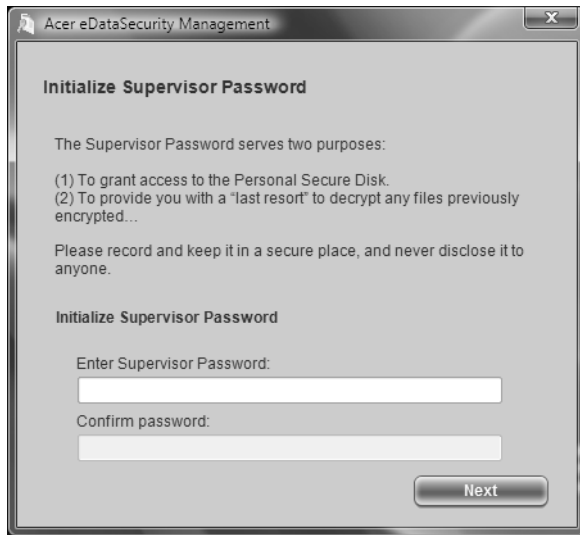 Acer eDataSecurity Management
Initialize Supervisor Password
The Supervisor Password serves two purposes:
(1) To grant access to the Personal Secure Disk.
(2) To provide you with a “last resort” to decrypt any files previously
encrypted...
Please record and keep it in a secure place, and never disclose it to
anyone.
Initialize Supervisor Password
Enter Supervisor Password:
Confirm password:
Next